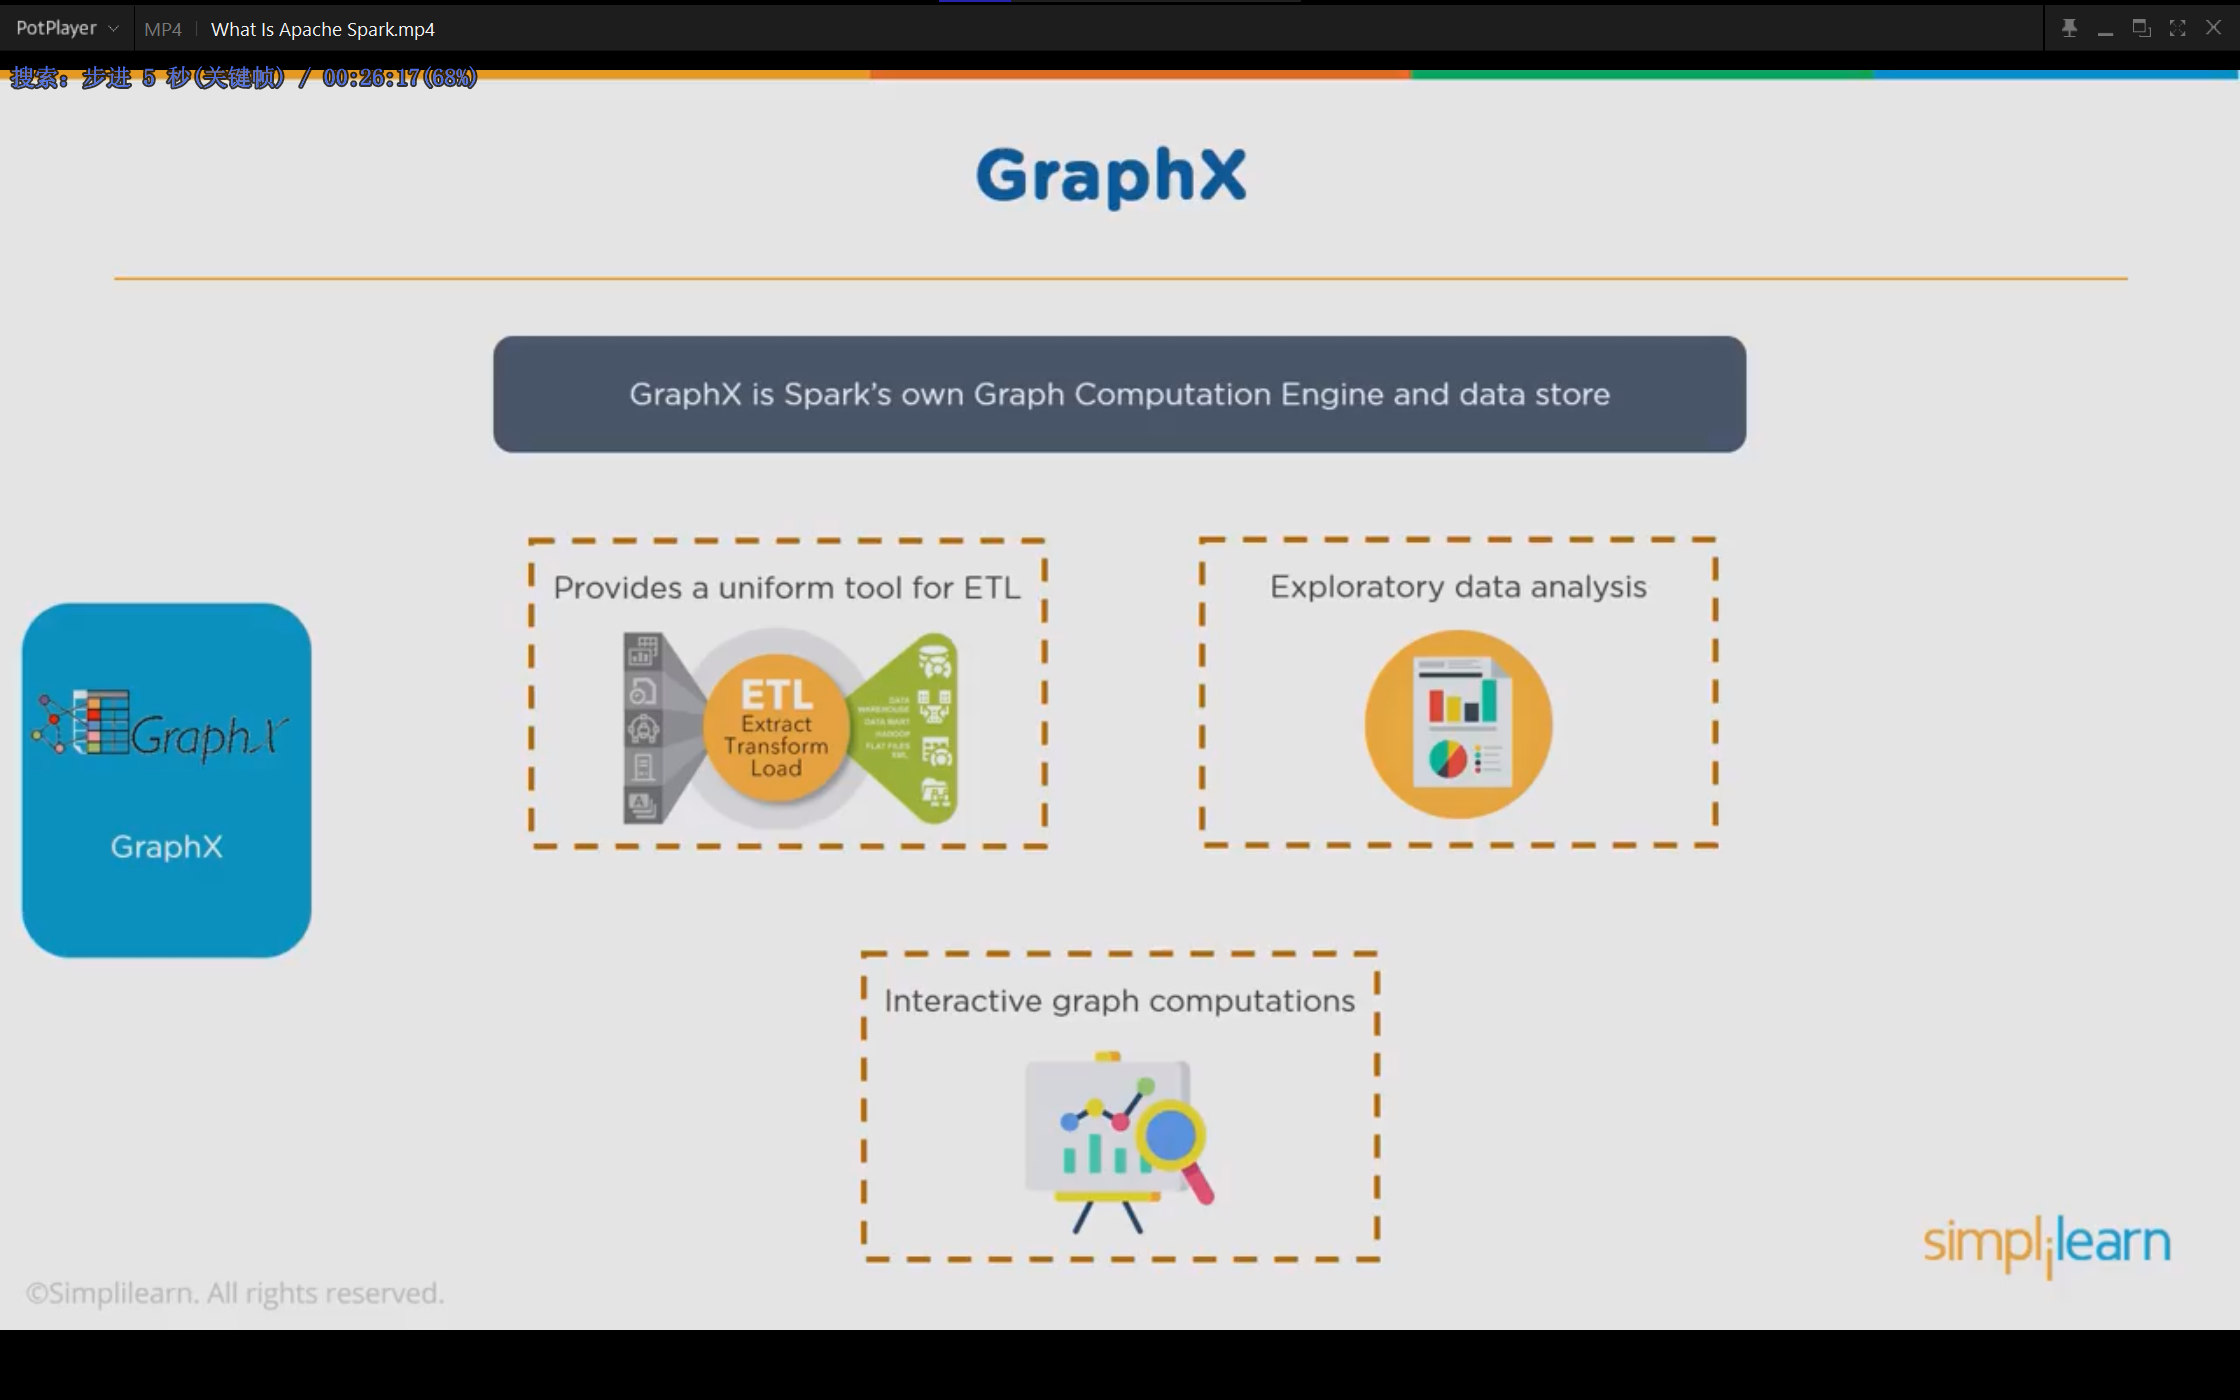 PotPlayer
MP4
What Is Apache Spark.mp4
搜索: 步进 5 秒(关键帧) / 00:26:17(68%)
GraphX
GraphX is Spark's own Graph Computation Engine and data store
Provides a uniform tool for ETL
Exploratory data analysis
ETL
Extract
Transform
Load
DATA
WAREHOUSE
DATA MART
HADOOP
FLAT FILES
XML
GraphX
GraphX
Interactive graph computations
simplilearn
©Simplilearn. All rights reserved.